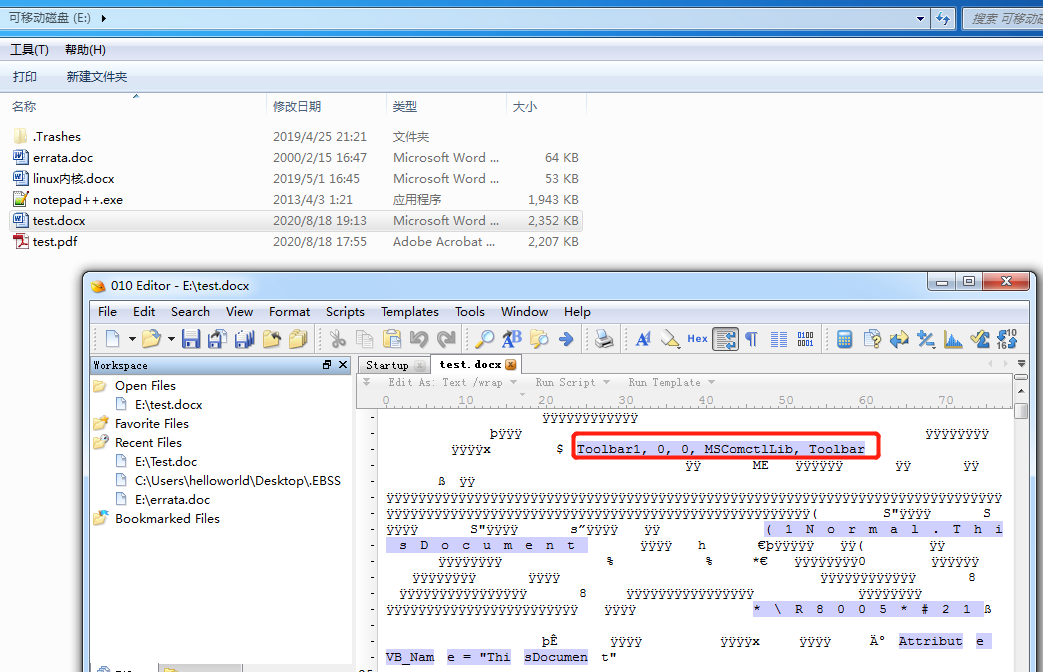 可移动磁盘 (E:)
搜索 可移动磁
工具(T) 帮助(H)
打印 新建文件夹
名称 修改日期 类型 大小
.Trashes 2019/4/25 21:21 文件夹
errata.doc 2000/2/15 16:47 Microsoft Word ... 64 KB
linux内核.docx 2019/5/1 16:45 Microsoft Word ... 53 KB
notepad++.exe 2013/4/3 1:21 应用程序 1,943 KB
test.docx 2020/8/18 19:13 Microsoft Word ... 2,352 KB
test.pdf 2020/8/18 17:55 Adobe Acrobat ... 2,207 KB
010 Editor - E:\test.docx
File Edit Search View Format Scripts Templates Tools Window Help
Hex
Workspace
Open Files
E:\test.docx
Favorite Files
Recent Files
E:\Test.doc
C:\Users\helloworld\Desktop\.EBSS
E:\errata.doc
Bookmarked Files
Startup test.docx
Edit As: Text /wrap Run Script Run Template
0 10 20 30 40 50 60 70
ÿÿÿÿÿÿÿÿÿÿÿÿ
þÿÿÿ ÿÿÿÿÿÿÿÿ
ÿÿÿÿx $ Toolbar1, 0, 0, MSComctlLib, Toolbar
ÿÿ ME ÿÿÿÿÿÿ ÿÿ ÿÿ
ß ÿÿ
S"ÿÿÿÿ S
ÿÿÿÿ S"ÿÿÿÿ s"ÿÿÿÿ ÿÿ ( 1 N o r m a l . T h i
s D o c u m e n t ÿÿÿÿ h €þÿÿÿÿÿ ÿÿ( ÿÿ
ÿÿÿÿÿÿÿÿ % % *€ ÿÿÿÿÿÿÿÿ0 ÿÿÿÿÿÿ
ÿÿÿÿÿÿÿÿ ÿÿÿÿ ÿÿÿÿÿÿÿÿÿÿÿÿ 8
ÿÿÿÿÿÿÿÿÿÿÿÿÿÿÿÿ 8 ÿÿÿÿÿÿÿÿÿÿÿÿÿÿÿÿ ÿÿÿÿÿÿÿÿ
ÿÿÿÿÿÿÿÿÿÿÿÿÿÿÿÿÿÿÿÿÿÿÿÿ ÿÿÿÿ * \ R 8 0 0 5 * # 2 1 ß
þÊ ÿÿÿÿ ÿÿÿÿx ÿÿÿÿ Ä° Attribut e
VB_Nam e = "Thi sDocumen t"